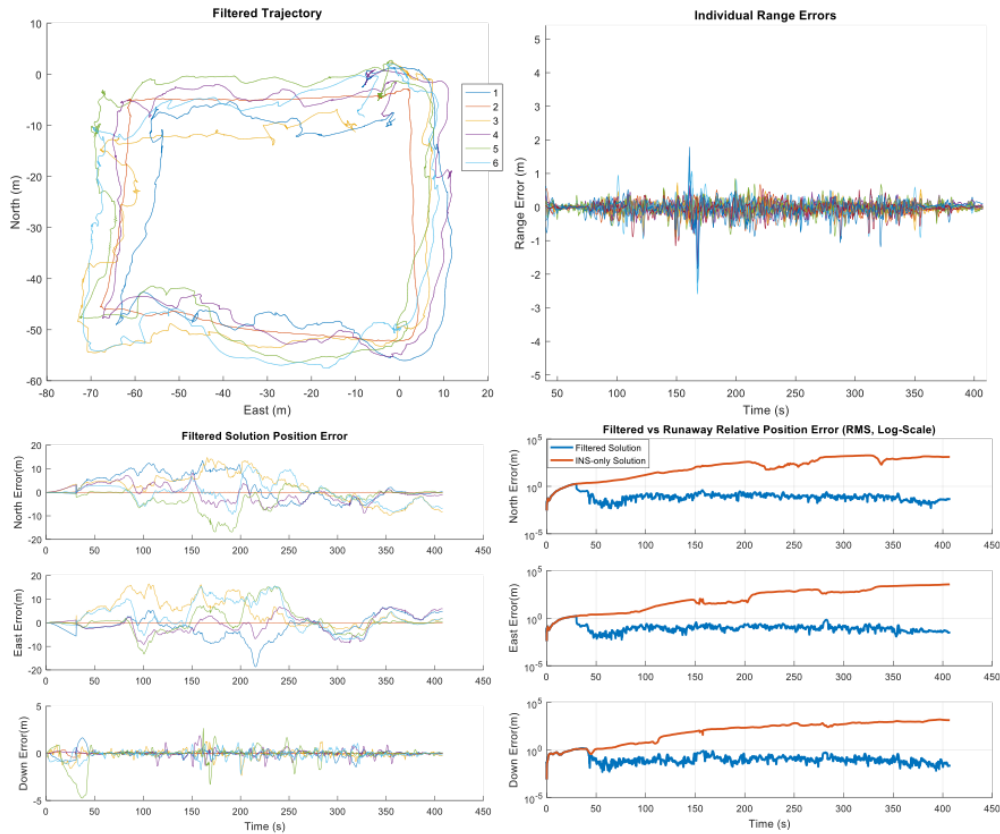 Filtered Trajectory
10
0
-10
-20
-30
-40
-50
-60
North (m)
-80 -70 -60 -50 -40 -30 -20 -10 0 10 20
East (m)
1
2
3
4
5
6
Individual Range Errors
5
4
3
2
1
0
-1
-2
-3
-4
-5
Range Error (m)
50 100 150 200 250 300 350 400
Time (s)
Filtered Solution Position Error
20
10
0
-10
-20
North Error(m)
0 50 100 150 200 250 300 350 400 450
20
10
0
-10
-20
East Error(m)
0 50 100 150 200 250 300 350 400 450
5
0
-5
Down Error(m)
0 50 100 150 200 250 300 350 400 450
Time (s)
Filtered vs Runaway Relative Position Error (RMS, Log-Scale)
Filtered Solution
INS-only Solution
10^5
10^0
10^-5
North Error(m)
0 50 100 150 200 250 300 350 400 450
10^5
10^0
10^-5
East Error(m)
0 50 100 150 200 250 300 350 400 450
10^5
10^0
10^-5
Down Error(m)
0 50 100 150 200 250 300 350 400 450
Time (s)